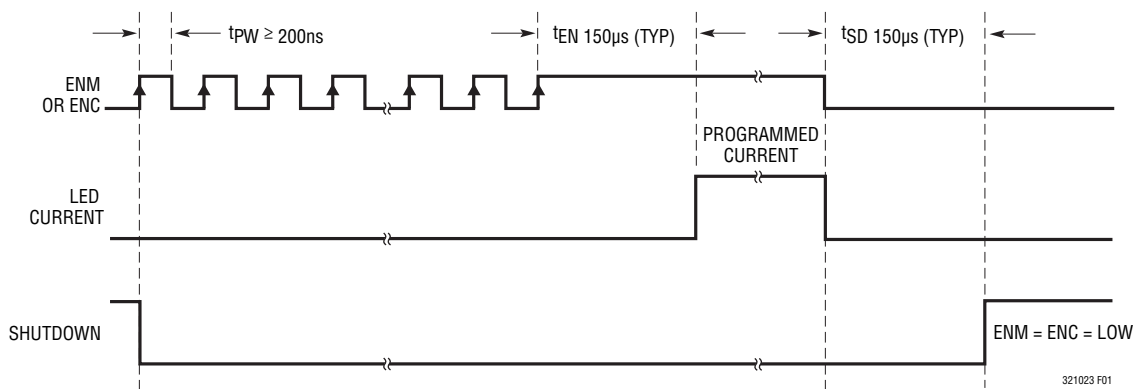 tPW ≥ 200ns
tEN 150µs (TYP)
tSD 150µs (TYP)
ENM
OR ENC
PROGRAMMED
CURRENT
LED
CURRENT
SHUTDOWN
ENM = ENC = LOW
321023 F01